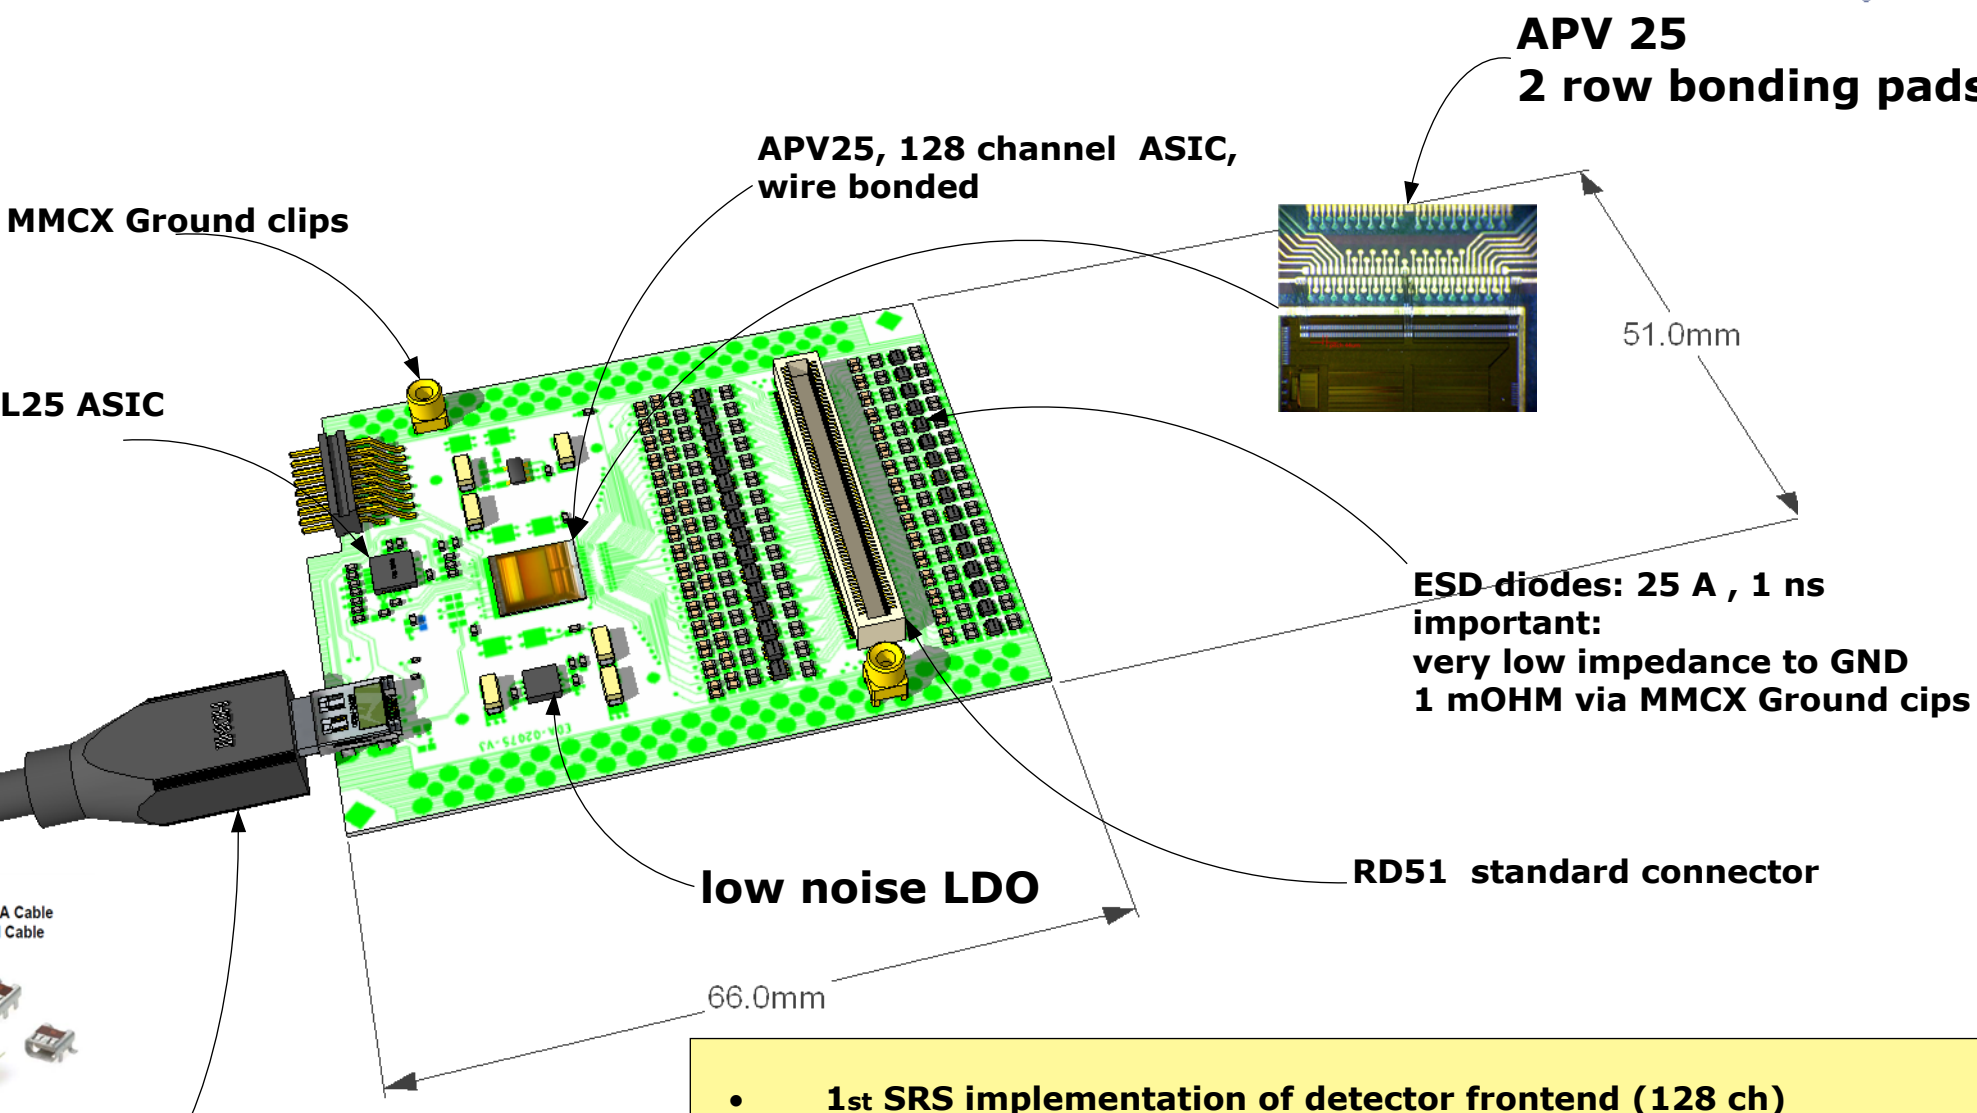 APV 25
2 row bonding pads
APV25, 128 channel ASIC,
wire bonded
MMCX Ground clips
51.0mm
L25 ASIC
ESD diodes: 25 A , 1 ns
important:
very low impedance to GND
1 mOHM via MMCX Ground cips
low noise LDO
RD51 standard connector
A Cable
Cable
66.0mm
• 1st SRS implementation of detector frontend (128 ch)